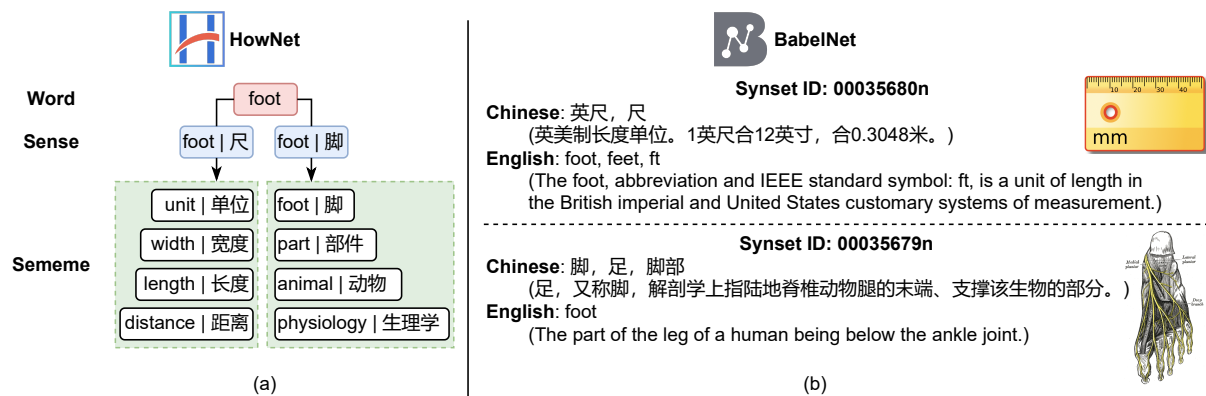 HowNet
Word
foot
Sense
foot | 尺
foot | 脚
Sememe
unit | 单位
width | 宽度
length | 长度
distance | 距离
foot | 脚
part | 部件
animal | 动物
physiology | 生理学
(a)
BabelNet
Synset ID: 00035680n
Chinese: 英尺，尺
(英美制长度单位。1英尺合12英寸，合0.3048米。)
English: foot, feet, ft
(The foot, abbreviation and IEEE standard symbol: ft, is a unit of length in
the British imperial and United States customary systems of measurement.)
10 20 30 40
mm
Synset ID: 00035679n
Chinese: 脚，足，脚部
(足，又称脚，解剖学上指陆地脊椎动物腿的末端、支撑该生物的部分。)
English: foot
(The part of the leg of a human being below the ankle joint.)
Medial
plantar
Lateral
plantar
Deep
branch
(b)